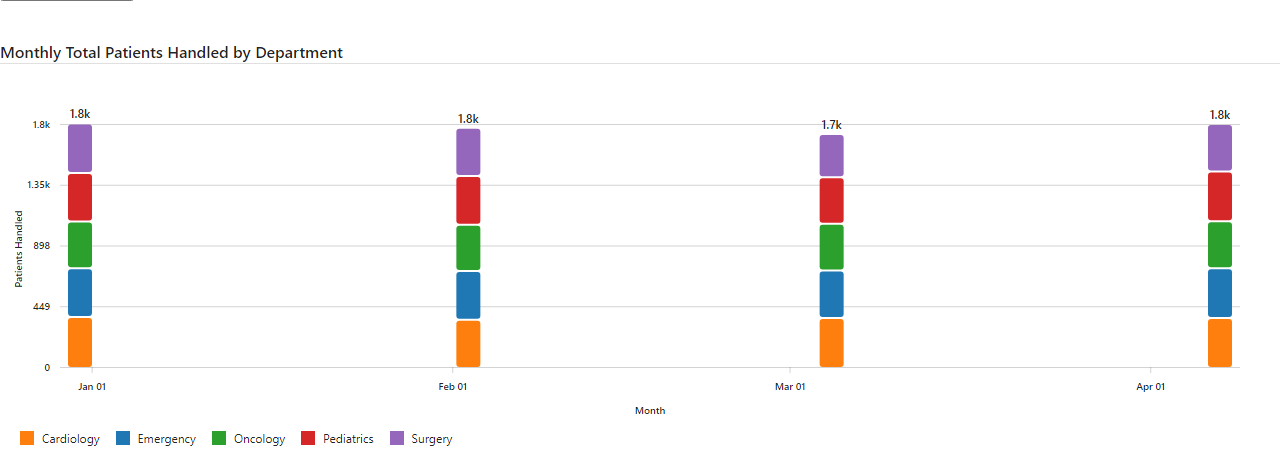 Monthly Total Patients Handled by Department
1.8k 1.8k 1.7k 1.8k
1.8k
1.35k
898
449
0
Patients Handled
Jan 01 Feb 01 Mar 01 Apr 01
Month
Cardiology Emergency Oncology Pediatrics Surgery